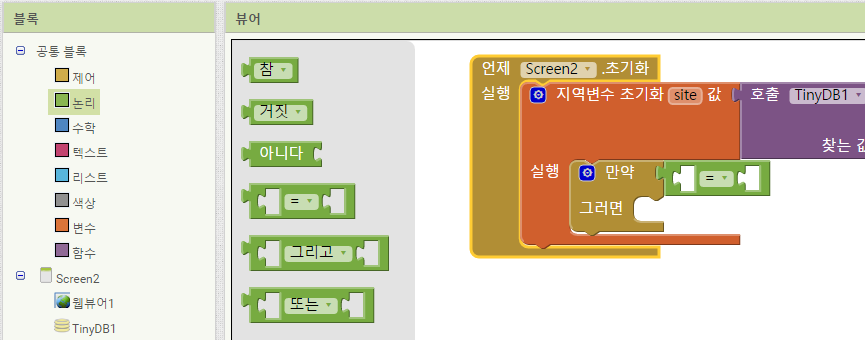 블록
공통 블록
제어
논리
수학
텍스트
리스트
색상
변수
함수
Screen2
웹뷰어1
TinyDB1
뷰어
참
거짓
아니다
=
그리고
또는
언제 Screen2 .초기화
실행 지역변수 초기화 site 값 호출 TinyDB1
찾는 값
실행 만약 =
그러면